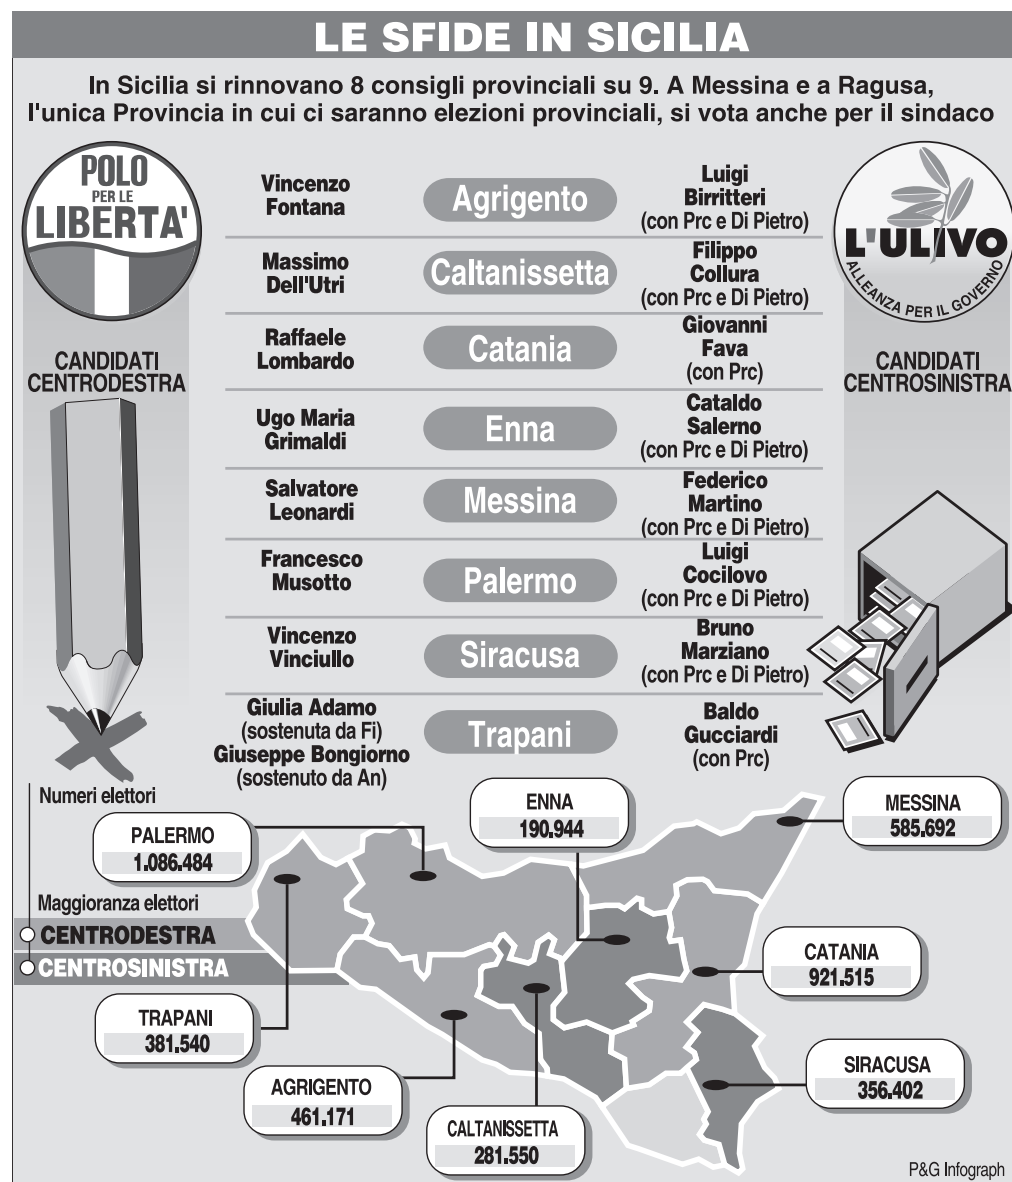 LE SFIDE IN SICILIA
In Sicilia si rinnovano 8 consigli provinciali su 9. A Messina e a Ragusa,
l'unica Provincia in cui ci saranno elezioni provinciali, si vota anche per il sindaco
POLO
PER LE
LIBERTA'
CANDIDATI
CENTRODESTRA
L'ULIVO
ALLEANZA PER IL GOVERNO
CANDIDATI
CENTROSINISTRA
Vincenzo
Fontana
Agrigento
Luigi
Birritteri
(con Prc e Di Pietro)
Massimo
Dell'Utri
Caltanissetta
Filippo
Collura
(con Prc e Di Pietro)
Raffaele
Lombardo
Catania
Giovanni
Fava
(con Prc)
Ugo Maria
Grimaldi
Enna
Cataldo
Salerno
(con Prc e Di Pietro)
Salvatore
Leonardi
Messina
Federico
Martino
(con Prc e Di Pietro)
Francesco
Musotto
Palermo
Luigi
Cocilovo
(con Prc e Di Pietro)
Vincenzo
Vinciullo
Siracusa
Bruno
Marziano
(con Prc e Di Pietro)
Giulia Adamo
(sostenuta da Fi)
Giuseppe Bongiorno
(sostenuto da An)
Trapani
Baldo
Gucciardi
(con Prc)
Numeri elettori
PALERMO
1.086.484
ENNA
190.944
MESSINA
585.692
Maggioranza elettori
CENTRODESTRA
CENTROSINISTRA
CATANIA
921.515
TRAPANI
381.540
AGRIGENTO
461.171
CALTANISSETTA
281.550
SIRACUSA
356.402
P&G Infograph